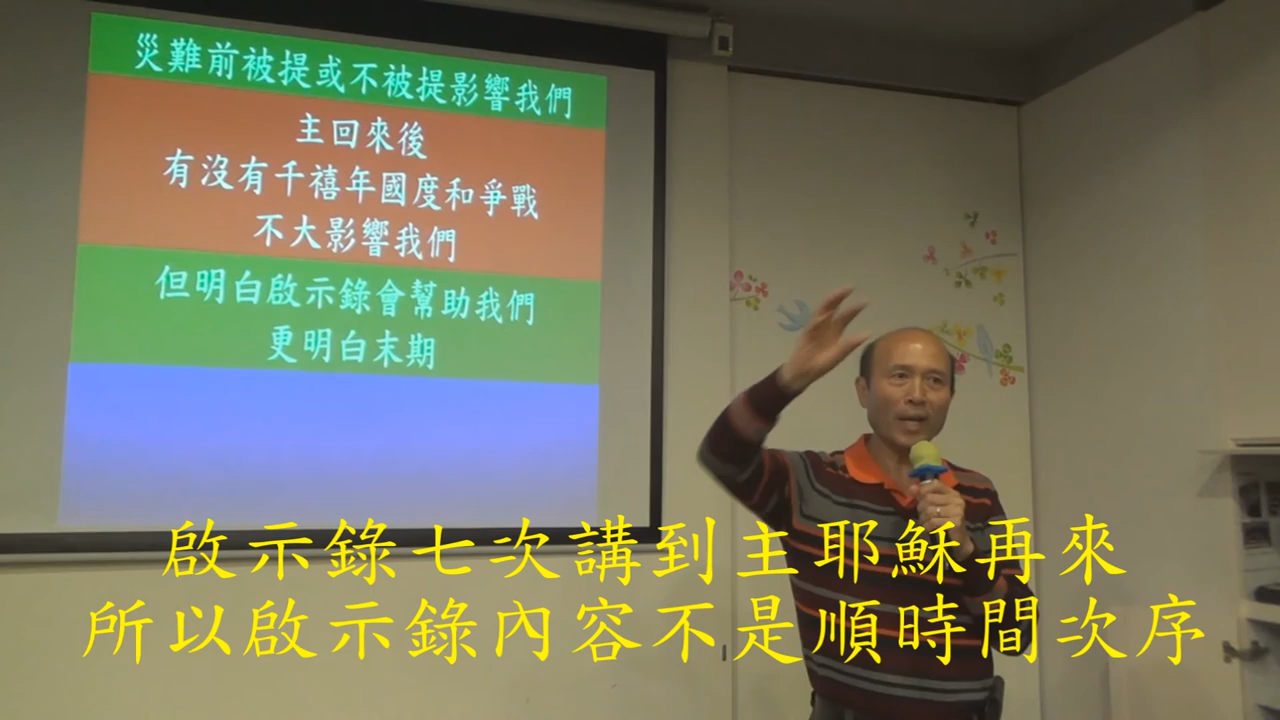 災難前被提或不被提影響我們
主回來後
有沒有千禧年國度和爭戰
不大影響我們
但明白啟示錄會幫助我們
更明白末期
啟示錄七次講到主耶穌再來
所以啟示錄內容不是順時間次序